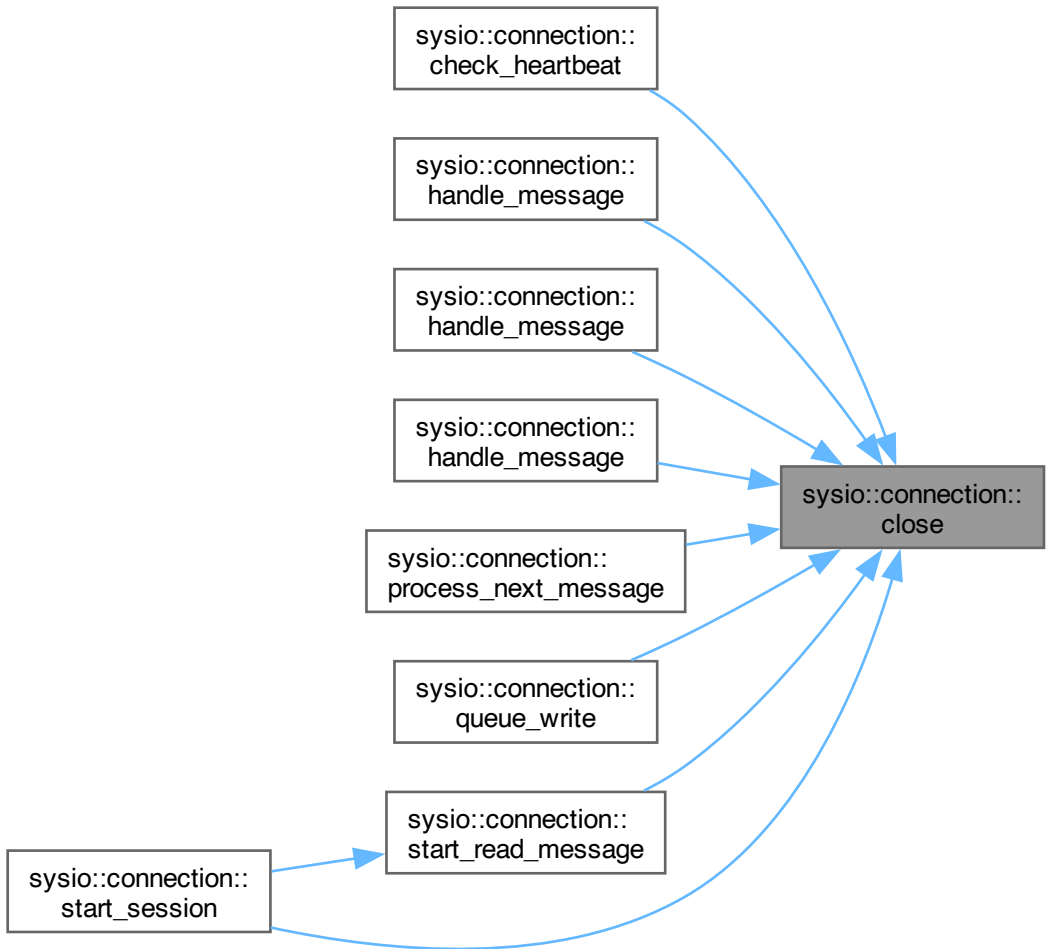 sysio::connection::
check_heartbeat
sysio::connection::
handle_message
sysio::connection::
handle_message
sysio::connection::
handle_message
sysio::connection::
close
sysio::connection::
process_next_message
sysio::connection::
queue_write
sysio::connection::
start_read_message
sysio::connection::
start_session